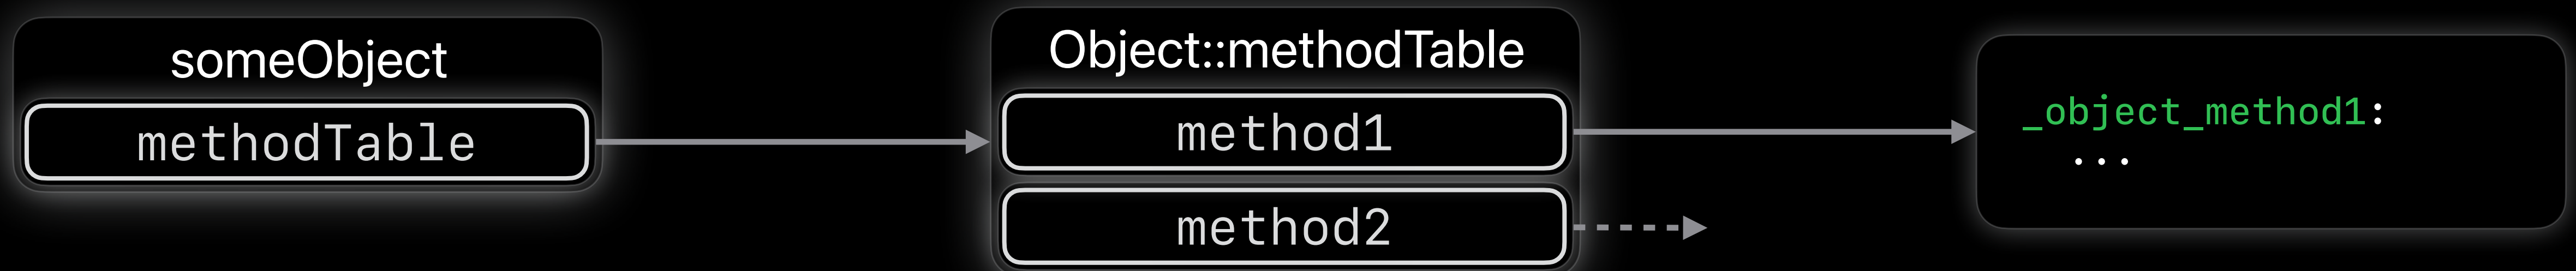 someObject
methodTable
Object::methodTable
method1
method2
_object_method1:
...